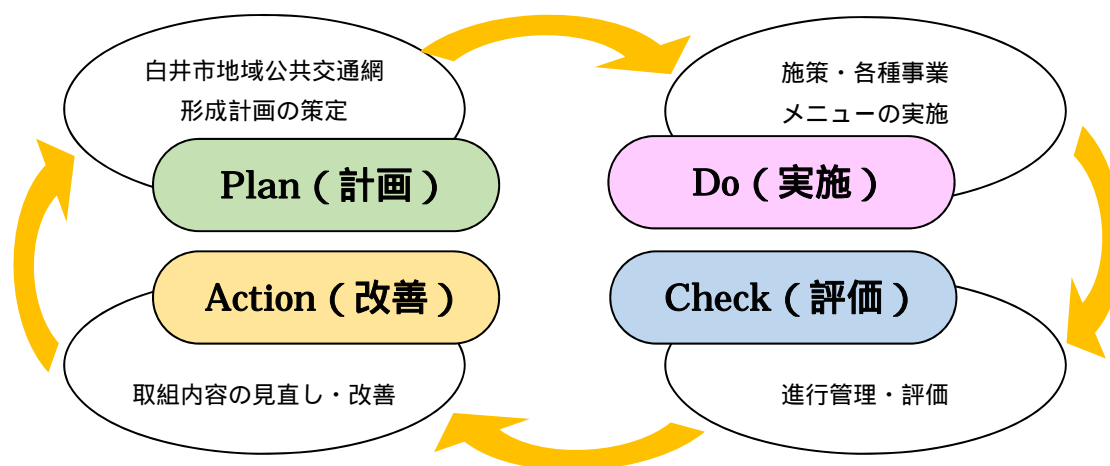 白井市地域公共交通網
形成計画の策定
Plan（計画）
施策・各種事業
メニューの実施
Do（実施）
Action（改善）
取組内容の見直し・改善
Check（評価）
進行管理・評価